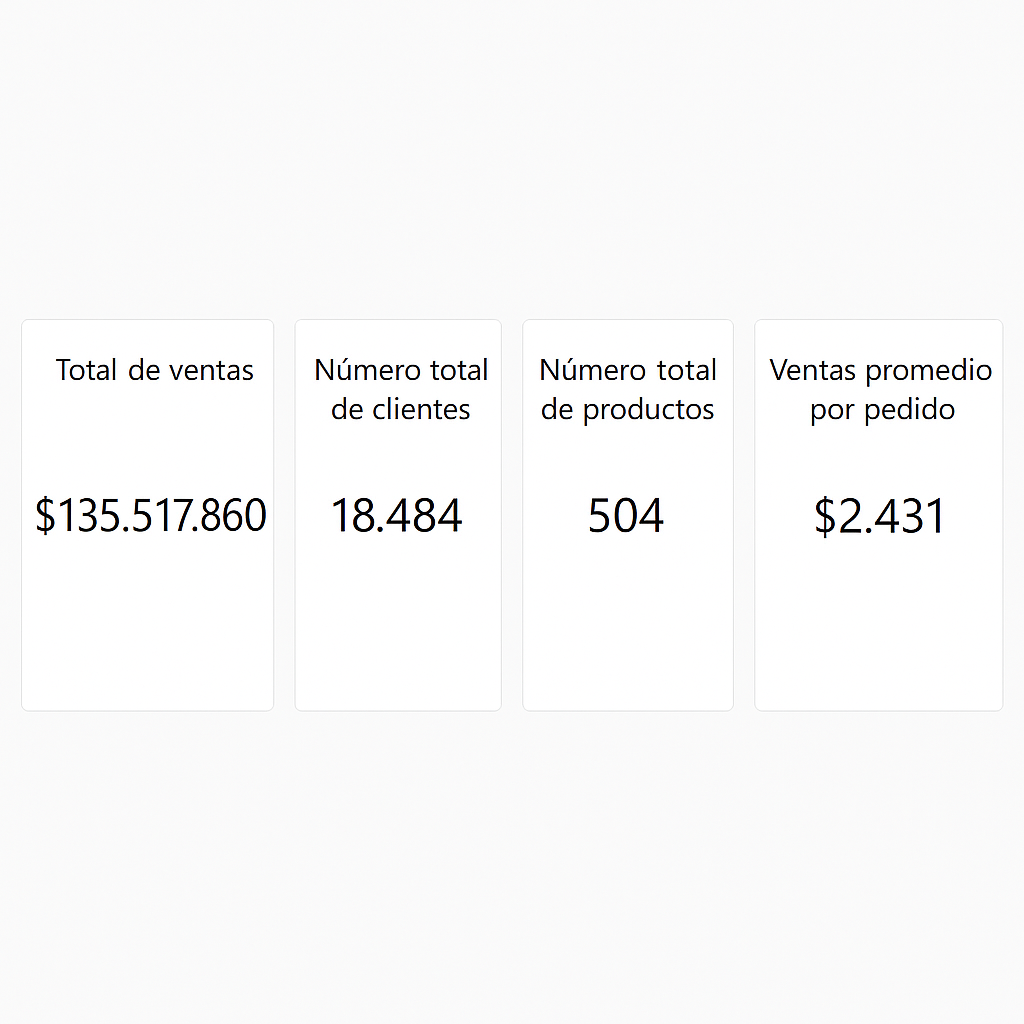 Total de ventas
$135.517.860
Número total
de clientes
18.484
Número total
de productos
504
Ventas promedio
por pedido
$2.431